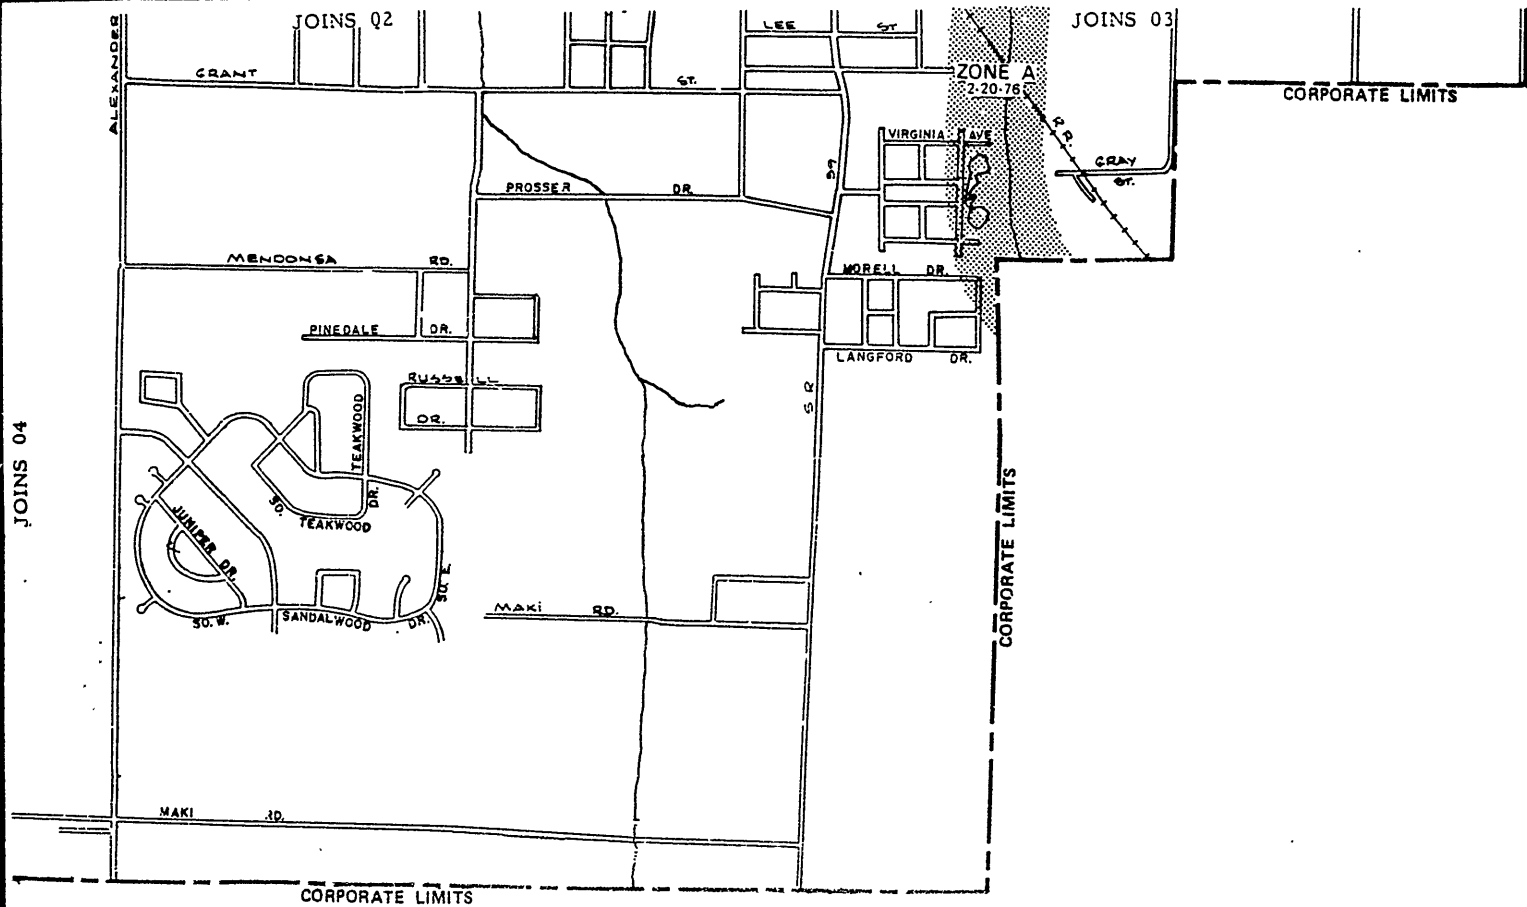 JOINS Q2
JOINS 03
ALEXANDER
LEE ST
GRANT ST.
ZONE A
2-20-76
CORPORATE LIMITS
R R.
VIRGINIA AVE
GRAY
ST.
PROSSER DR.
MENDONSA RD.
MORELL DR.
PINEDALE DR.
LANGFORD DR.
RUSSELL
DR.
S R
TEAKWOOD
DR.
JOINS 04
SO.
TEAKWOOD
JUNIPER DR.
CORPORATE LIMITS
SO. E.
MAKI RD.
SO. W.
SANDALWOOD DR.
MAKI RD.
CORPORATE LIMITS